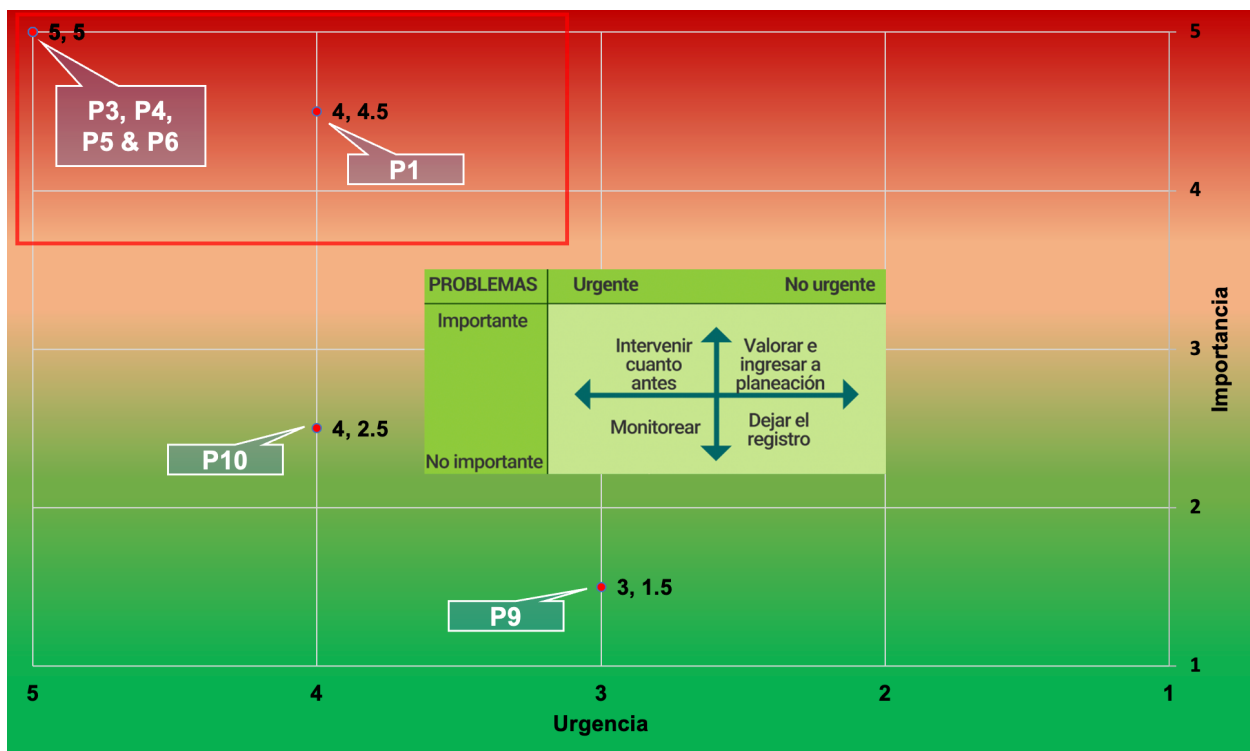 5, 5
5
P3, P4,
P5 & P6
4, 4.5
P1
4
PROBLEMAS
Urgente
No urgente
Importante
Intervenir
cuanto
antes
Valorar e
ingresar a
planeación
Monitorear
Dejar el
registro
No importante
3
Importancia
4, 2.5
P10
2
3, 1.5
P9
1
5
4
3
2
1
Urgencia